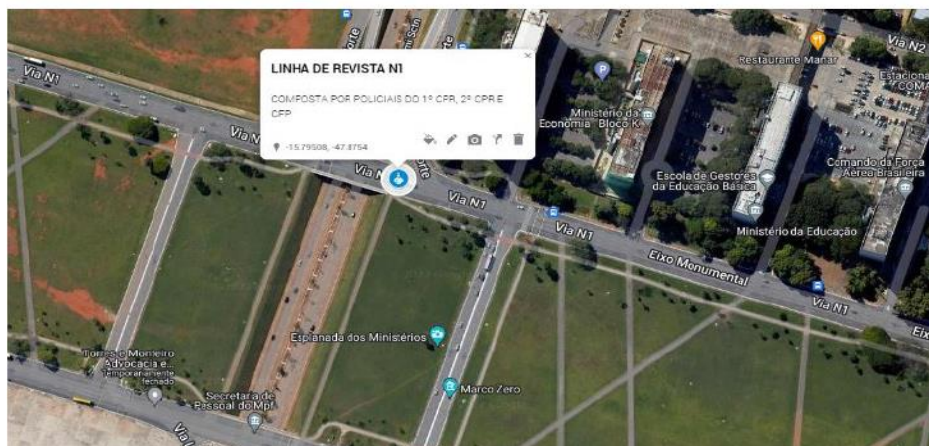 LINHA DE REVISTA N1
COMPOSTA POR POLICIAIS DO 1º CPR, 2º CPR E
CFP
-15.79508, -47.8754
Via N1
Via N1
Via N1
Via N1
Via N1
Eixo Monumental
Via N2
Restaurante Manar
Estaciona
COMA
Ministério da
Economia- Bloco K
Comando da Força
Aérea Brasileira
Escola de Gestores
da Educação Básica
Ministério da Educação
Esplanada dos Ministérios
Marco Zero
Torres e Monteiro
Advocacia e...
Temporariamente
fechado
Secretaria de
Pessoal do Mpf